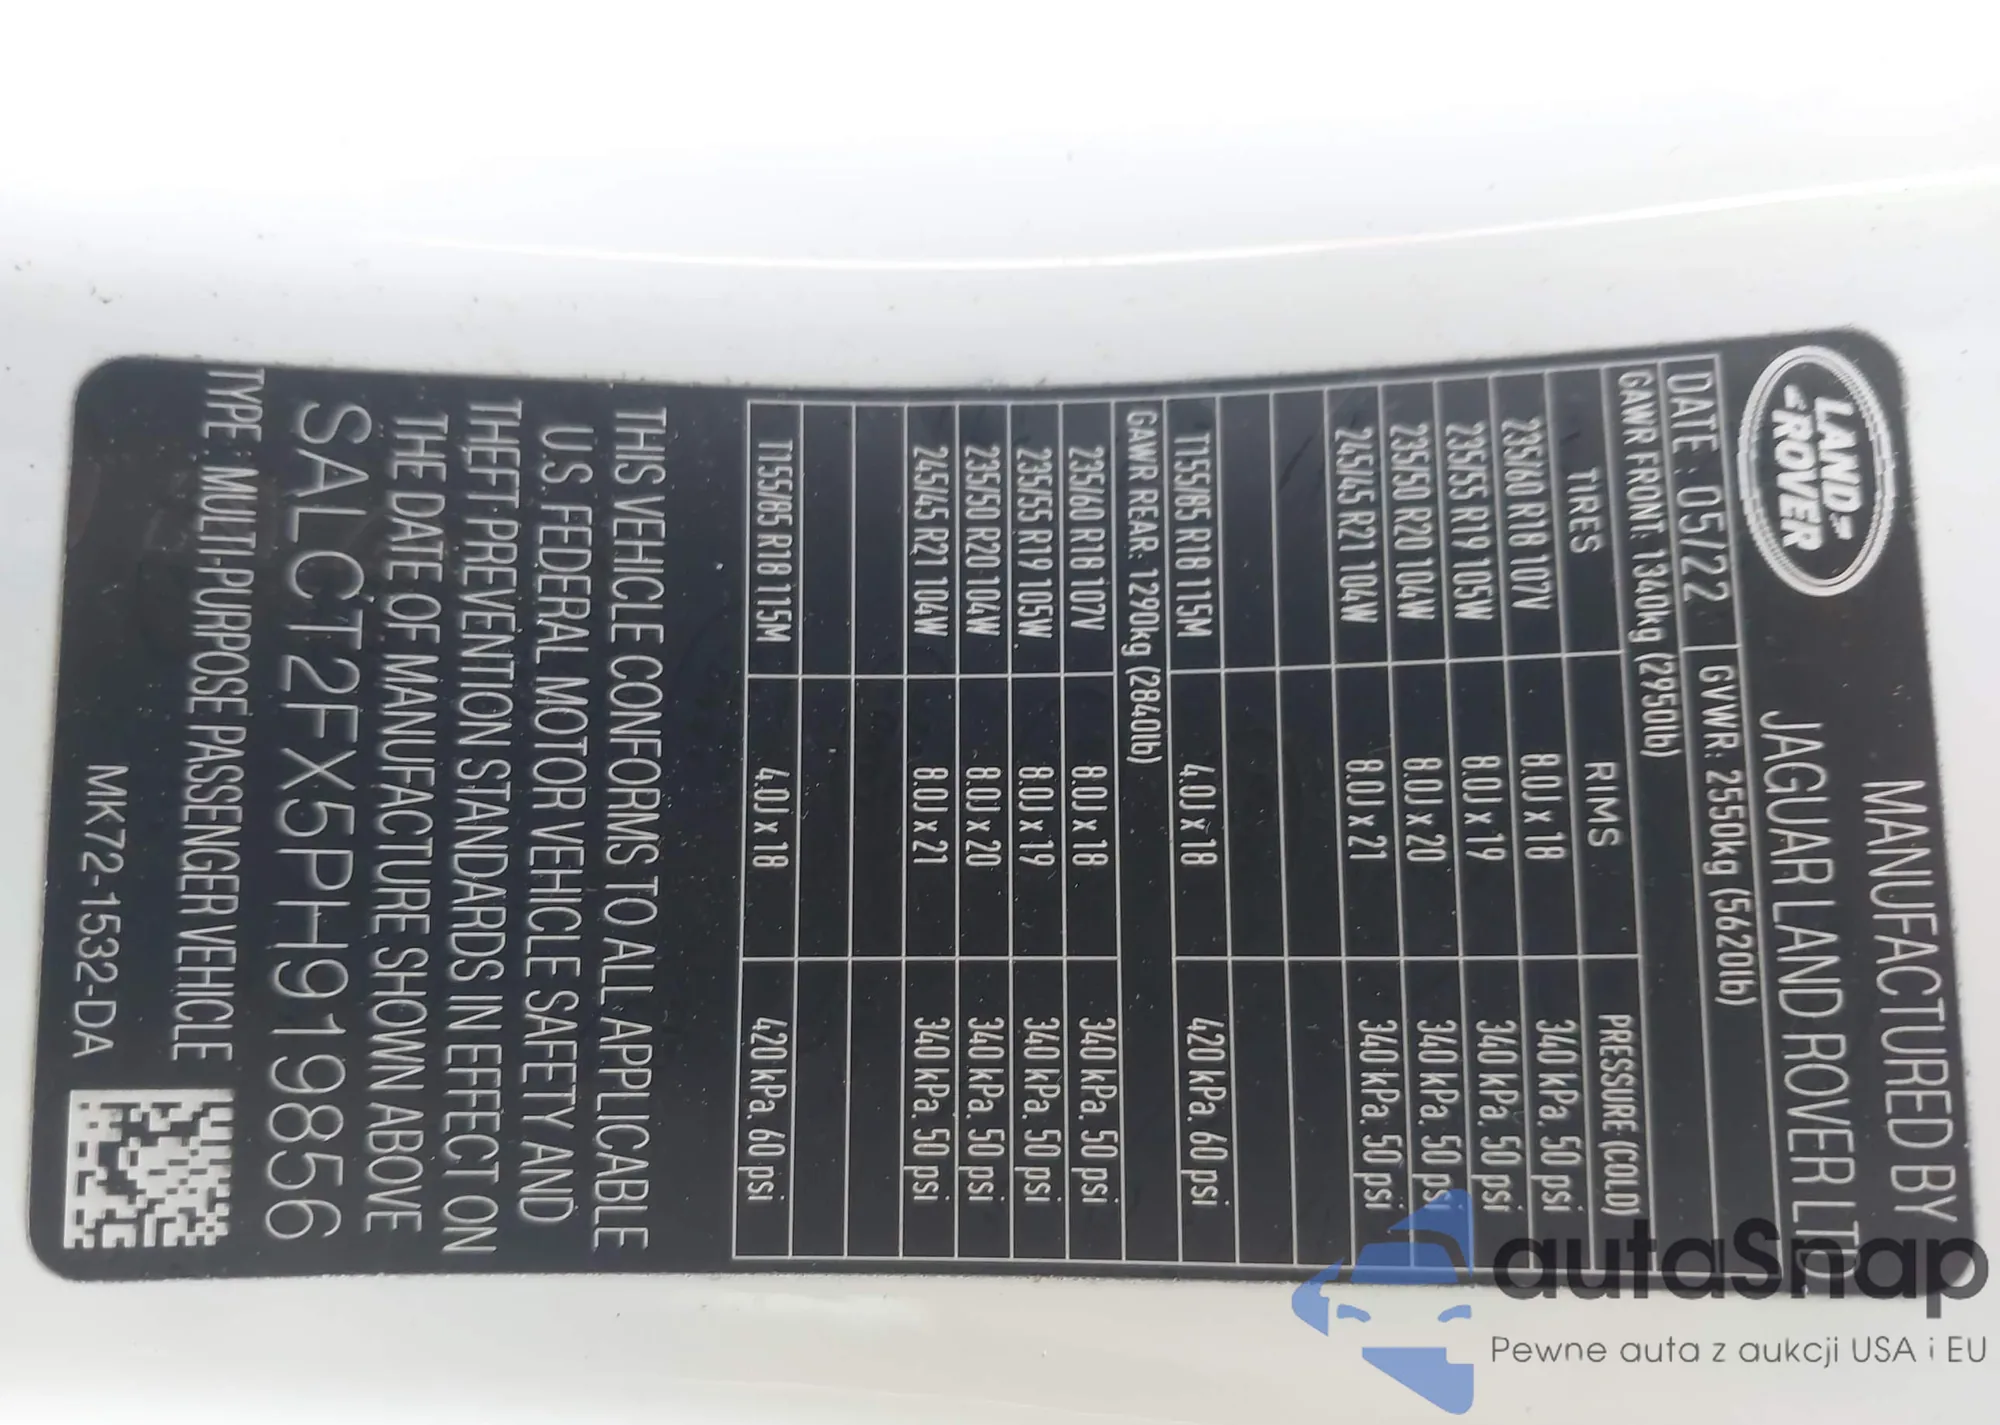 LAND
ROVER
MANUFACTURED BY
JAGUAR LAND ROVER LTD
DATE : 05/22 GVWR: 2550kg (5620lb)
GAWR FRONT: 1340kg (2950lb)
TIRES RIMS PRESSURE (COLD)
235/60 R18 107V 8.0J x 18 340 kPa. 50 psi
235/55 R19 105W 8.0J x 19 340 kPa. 50 psi
235/50 R20 104W 8.0J x 20 340 kPa. 50 psi
245/45 R21 104W 8.0J x 21 340 kPa. 50 psi
T155/85 R18 115M 4.0J x 18 420 kPa. 60 psi
GAWR REAR: 1290kg (2840lb)
235/60 R18 107V 8.0J x 18 340 kPa. 50 psi
235/55 R19 105W 8.0J x 19 340 kPa. 50 psi
235/50 R20 104W 8.0J x 20 340 kPa. 50 psi
245/45 R21 104W 8.0J x 21 340 kPa. 50 psi
T155/85 R18 115M 4.0J x 18 420 kPa. 60 psi
THIS VEHICLE CONFORMS TO ALL APPLICABLE
U.S. FEDERAL MOTOR VEHICLE SAFETY AND
THEFT PREVENTION STANDARDS IN EFFECT ON
THE DATE OF MANUFACTURE SHOWN ABOVE
SALCT2FX5PH919856
TYPE: MULTI-PURPOSE PASSENGER VEHICLE
MK72-1532-DA
autaSnap
Pewne auta z aukcji USA i EU